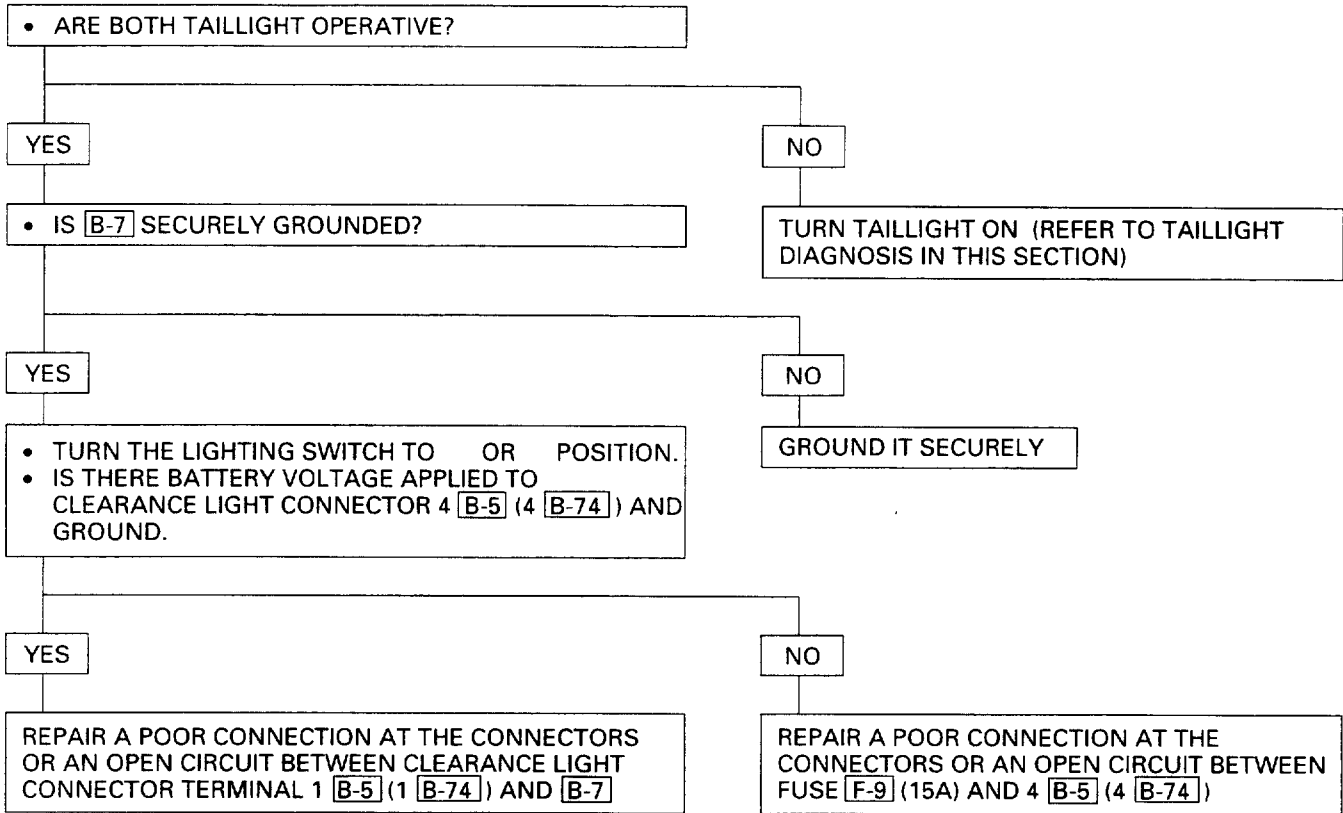 • ARE BOTH TAILLIGHT OPERATIVE?
YES
NO
• IS B-7 SECURELY GROUNDED?
TURN TAILLIGHT ON (REFER TO TAILLIGHT
DIAGNOSIS IN THIS SECTION)
YES
NO
• TURN THE LIGHTING SWITCH TO OR POSITION.
• IS THERE BATTERY VOLTAGE APPLIED TO
CLEARANCE LIGHT CONNECTOR 4 B-5 (4 B-74) AND
GROUND.
GROUND IT SECURELY
YES
NO
REPAIR A POOR CONNECTION AT THE CONNECTORS
OR AN OPEN CIRCUIT BETWEEN CLEARANCE LIGHT
CONNECTOR TERMINAL 1 B-5 (1 B-74) AND B-7
REPAIR A POOR CONNECTION AT THE
CONNECTORS OR AN OPEN CIRCUIT BETWEEN
FUSE F-9 (15A) AND 4 B-5 (4 B-74)